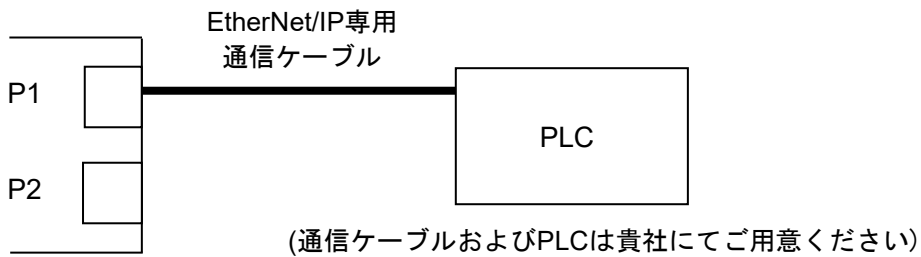 EtherNet/IP専用
通信ケーブル
P1
PLC
P2
(通信ケーブルおよびPLCは貴社にてご用意ください)